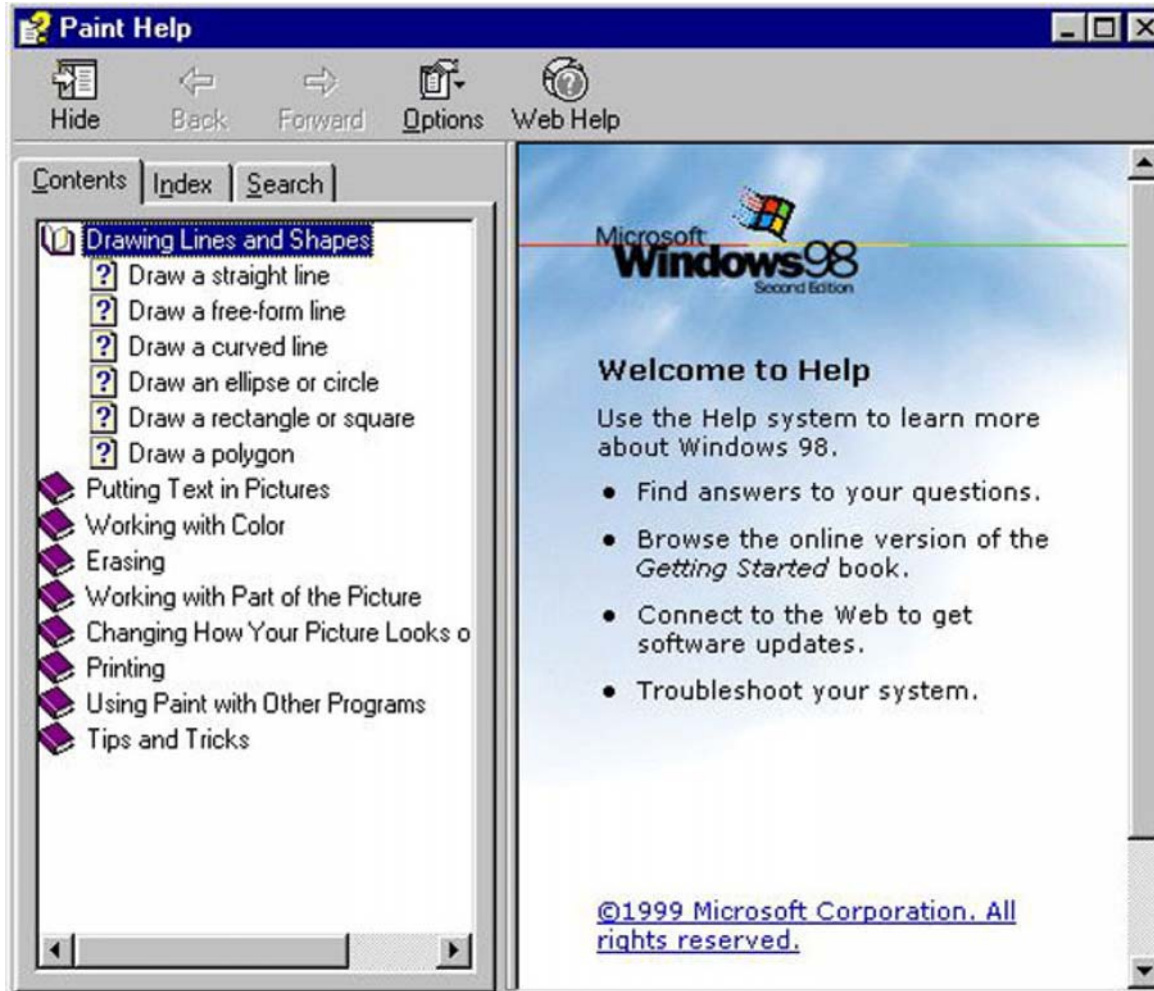 Paint Help
Hide Back Forward Options Web Help
Contents Index Search
Drawing Lines and Shapes
Draw a straight line
Draw a free-form line
Draw a curved line
Draw an ellipse or circle
Draw a rectangle or square
Draw a polygon
Putting Text in Pictures
Working with Color
Erasing
Working with Part of the Picture
Changing How Your Picture Looks o
Printing
Using Paint with Other Programs
Tips and Tricks
Microsoft
Windows98
Second Edition
Welcome to Help
Use the Help system to learn more
about Windows 98.
• Find answers to your questions.
• Browse the online version of the
Getting Started book.
• Connect to the Web to get
software updates.
• Troubleshoot your system.
©1999 Microsoft Corporation. All
rights reserved.